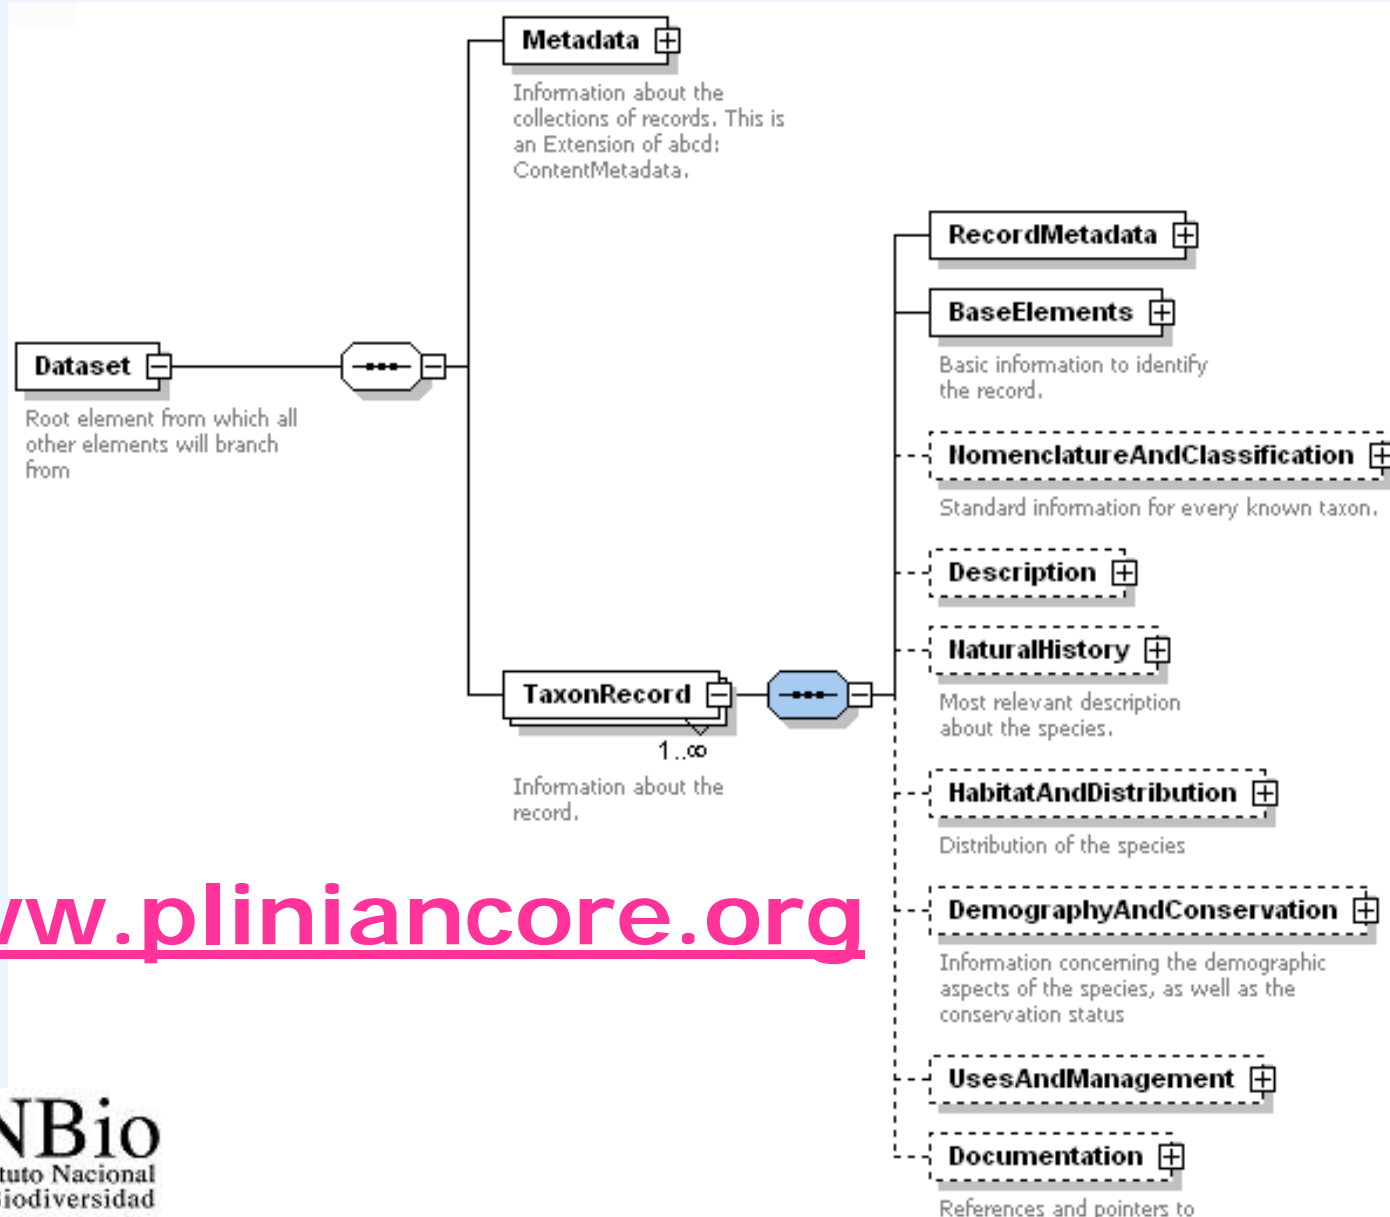 Metadata
Information about the
collections of records. This is
an Extension of abcd:
ContentMetadata.
Dataset
Root element from which all
other elements will branch
from
TaxonRecord
1..∞
Information about the
record.
RecordMetadata
BaseElements
Basic information to identify
the record.
NomenclatureAndClassification
Standard information for every known taxon.
Description
NaturalHistory
Most relevant description
about the species.
HabitatAndDistribution
Distribution of the species
DemographyAndConservation
Information concerning the demographic
aspects of the species, as well as the
conservation status
UsesAndManagement
Documentation
References and pointers to
w.pliniancore.org
NBio
tuto Nacional
Biodiversidad